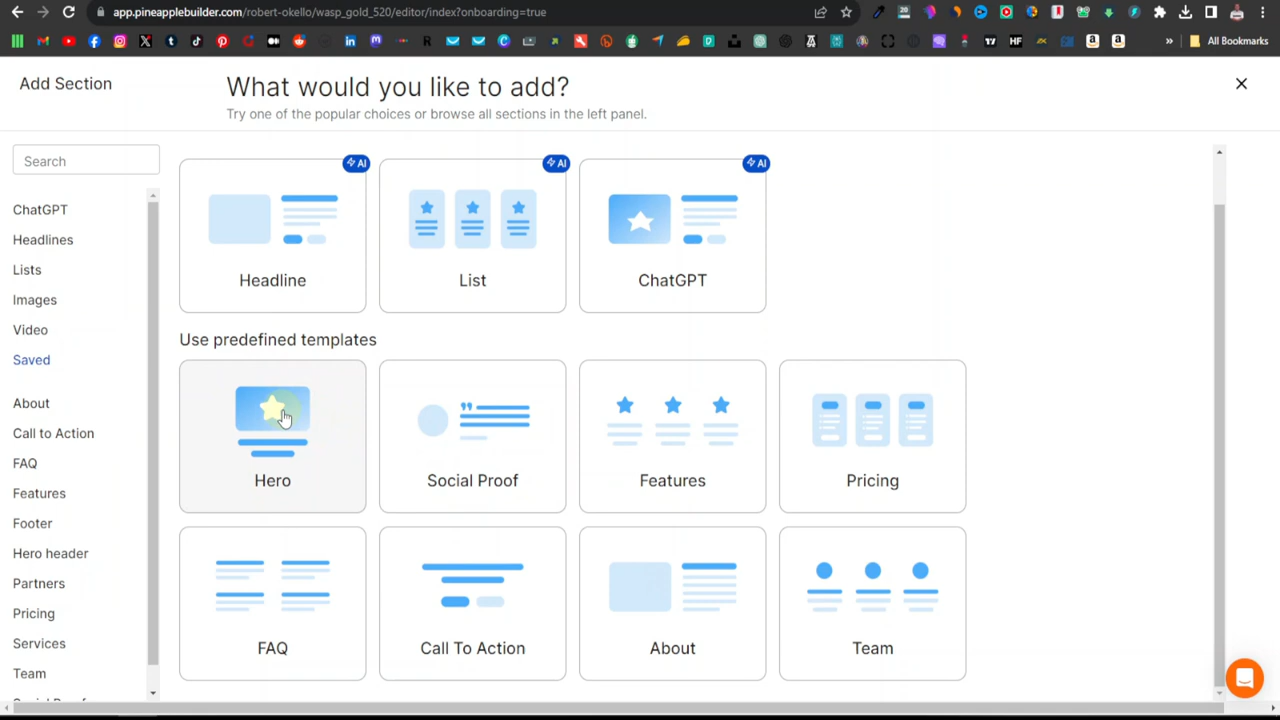 app.pineapplebuilder.com/robert-okello/wasp_gold_520/editor/index?onboarding=true
All Bookmarks
Add Section
What would you like to add?
Try one of the popular choices or browse all sections in the left panel.
Search
ChatGPT
Headlines
Lists
Images
Video
Saved
About
Call to Action
FAQ
Features
Footer
Hero header
Partners
Pricing
Services
Team
AI
AI
AI
Headline
List
ChatGPT
Use predefined templates
Hero
Social Proof
Features
Pricing
FAQ
Call To Action
About
Team